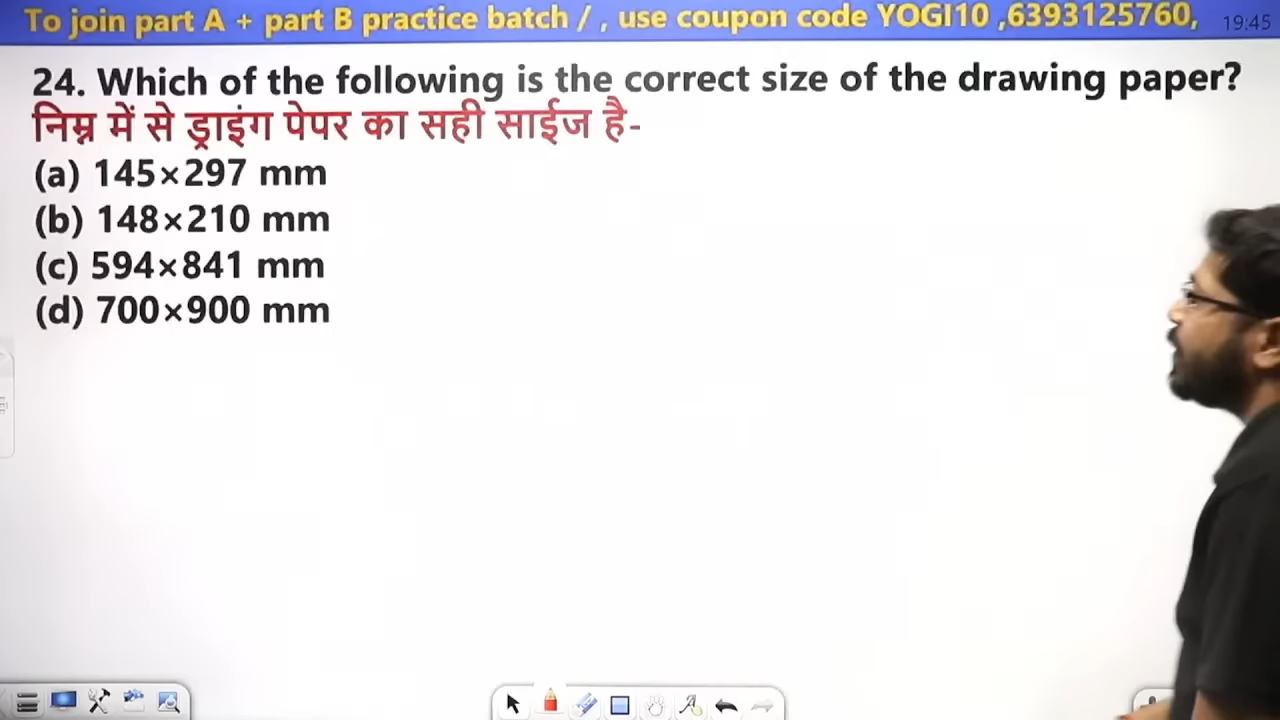 To join part A + part B practice batch / , use coupon code YOGI10 ,6393125760,
19:45
24. Which of the following is the correct size of the drawing paper?
निम्न में से ड्राइंग पेपर का सही साईज है-
(a) 145×297 mm
(b) 148×210 mm
(c) 594×841 mm
(d) 700×900 mm